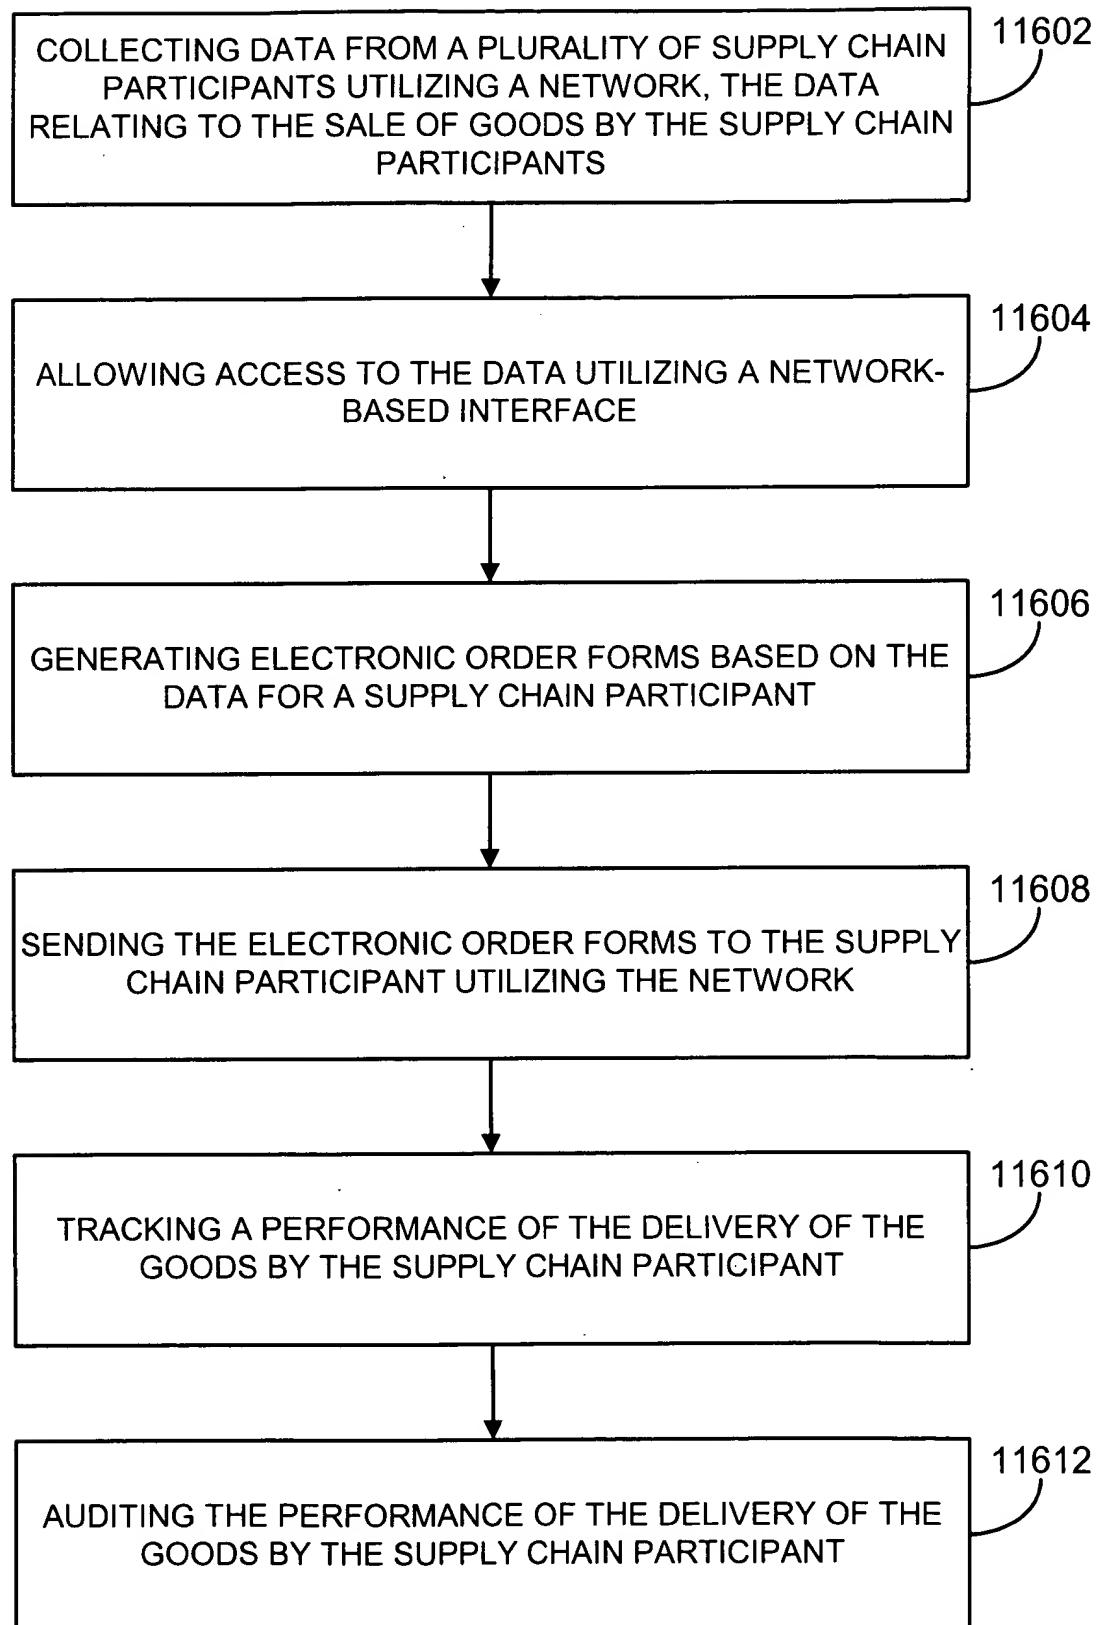 11602
COLLECTING DATA FROM A PLURALITY OF SUPPLY CHAIN
PARTICIPANTS UTILIZING A NETWORK, THE DATA
RELATING TO THE SALE OF GOODS BY THE SUPPLY CHAIN
PARTICIPANTS
11604
ALLOWING ACCESS TO THE DATA UTILIZING A NETWORK-
BASED INTERFACE
11606
GENERATING ELECTRONIC ORDER FORMS BASED ON THE
DATA FOR A SUPPLY CHAIN PARTICIPANT
11608
SENDING THE ELECTRONIC ORDER FORMS TO THE SUPPLY
CHAIN PARTICIPANT UTILIZING THE NETWORK
11610
TRACKING A PERFORMANCE OF THE DELIVERY OF THE
GOODS BY THE SUPPLY CHAIN PARTICIPANT
11612
AUDITING THE PERFORMANCE OF THE DELIVERY OF THE
GOODS BY THE SUPPLY CHAIN PARTICIPANT